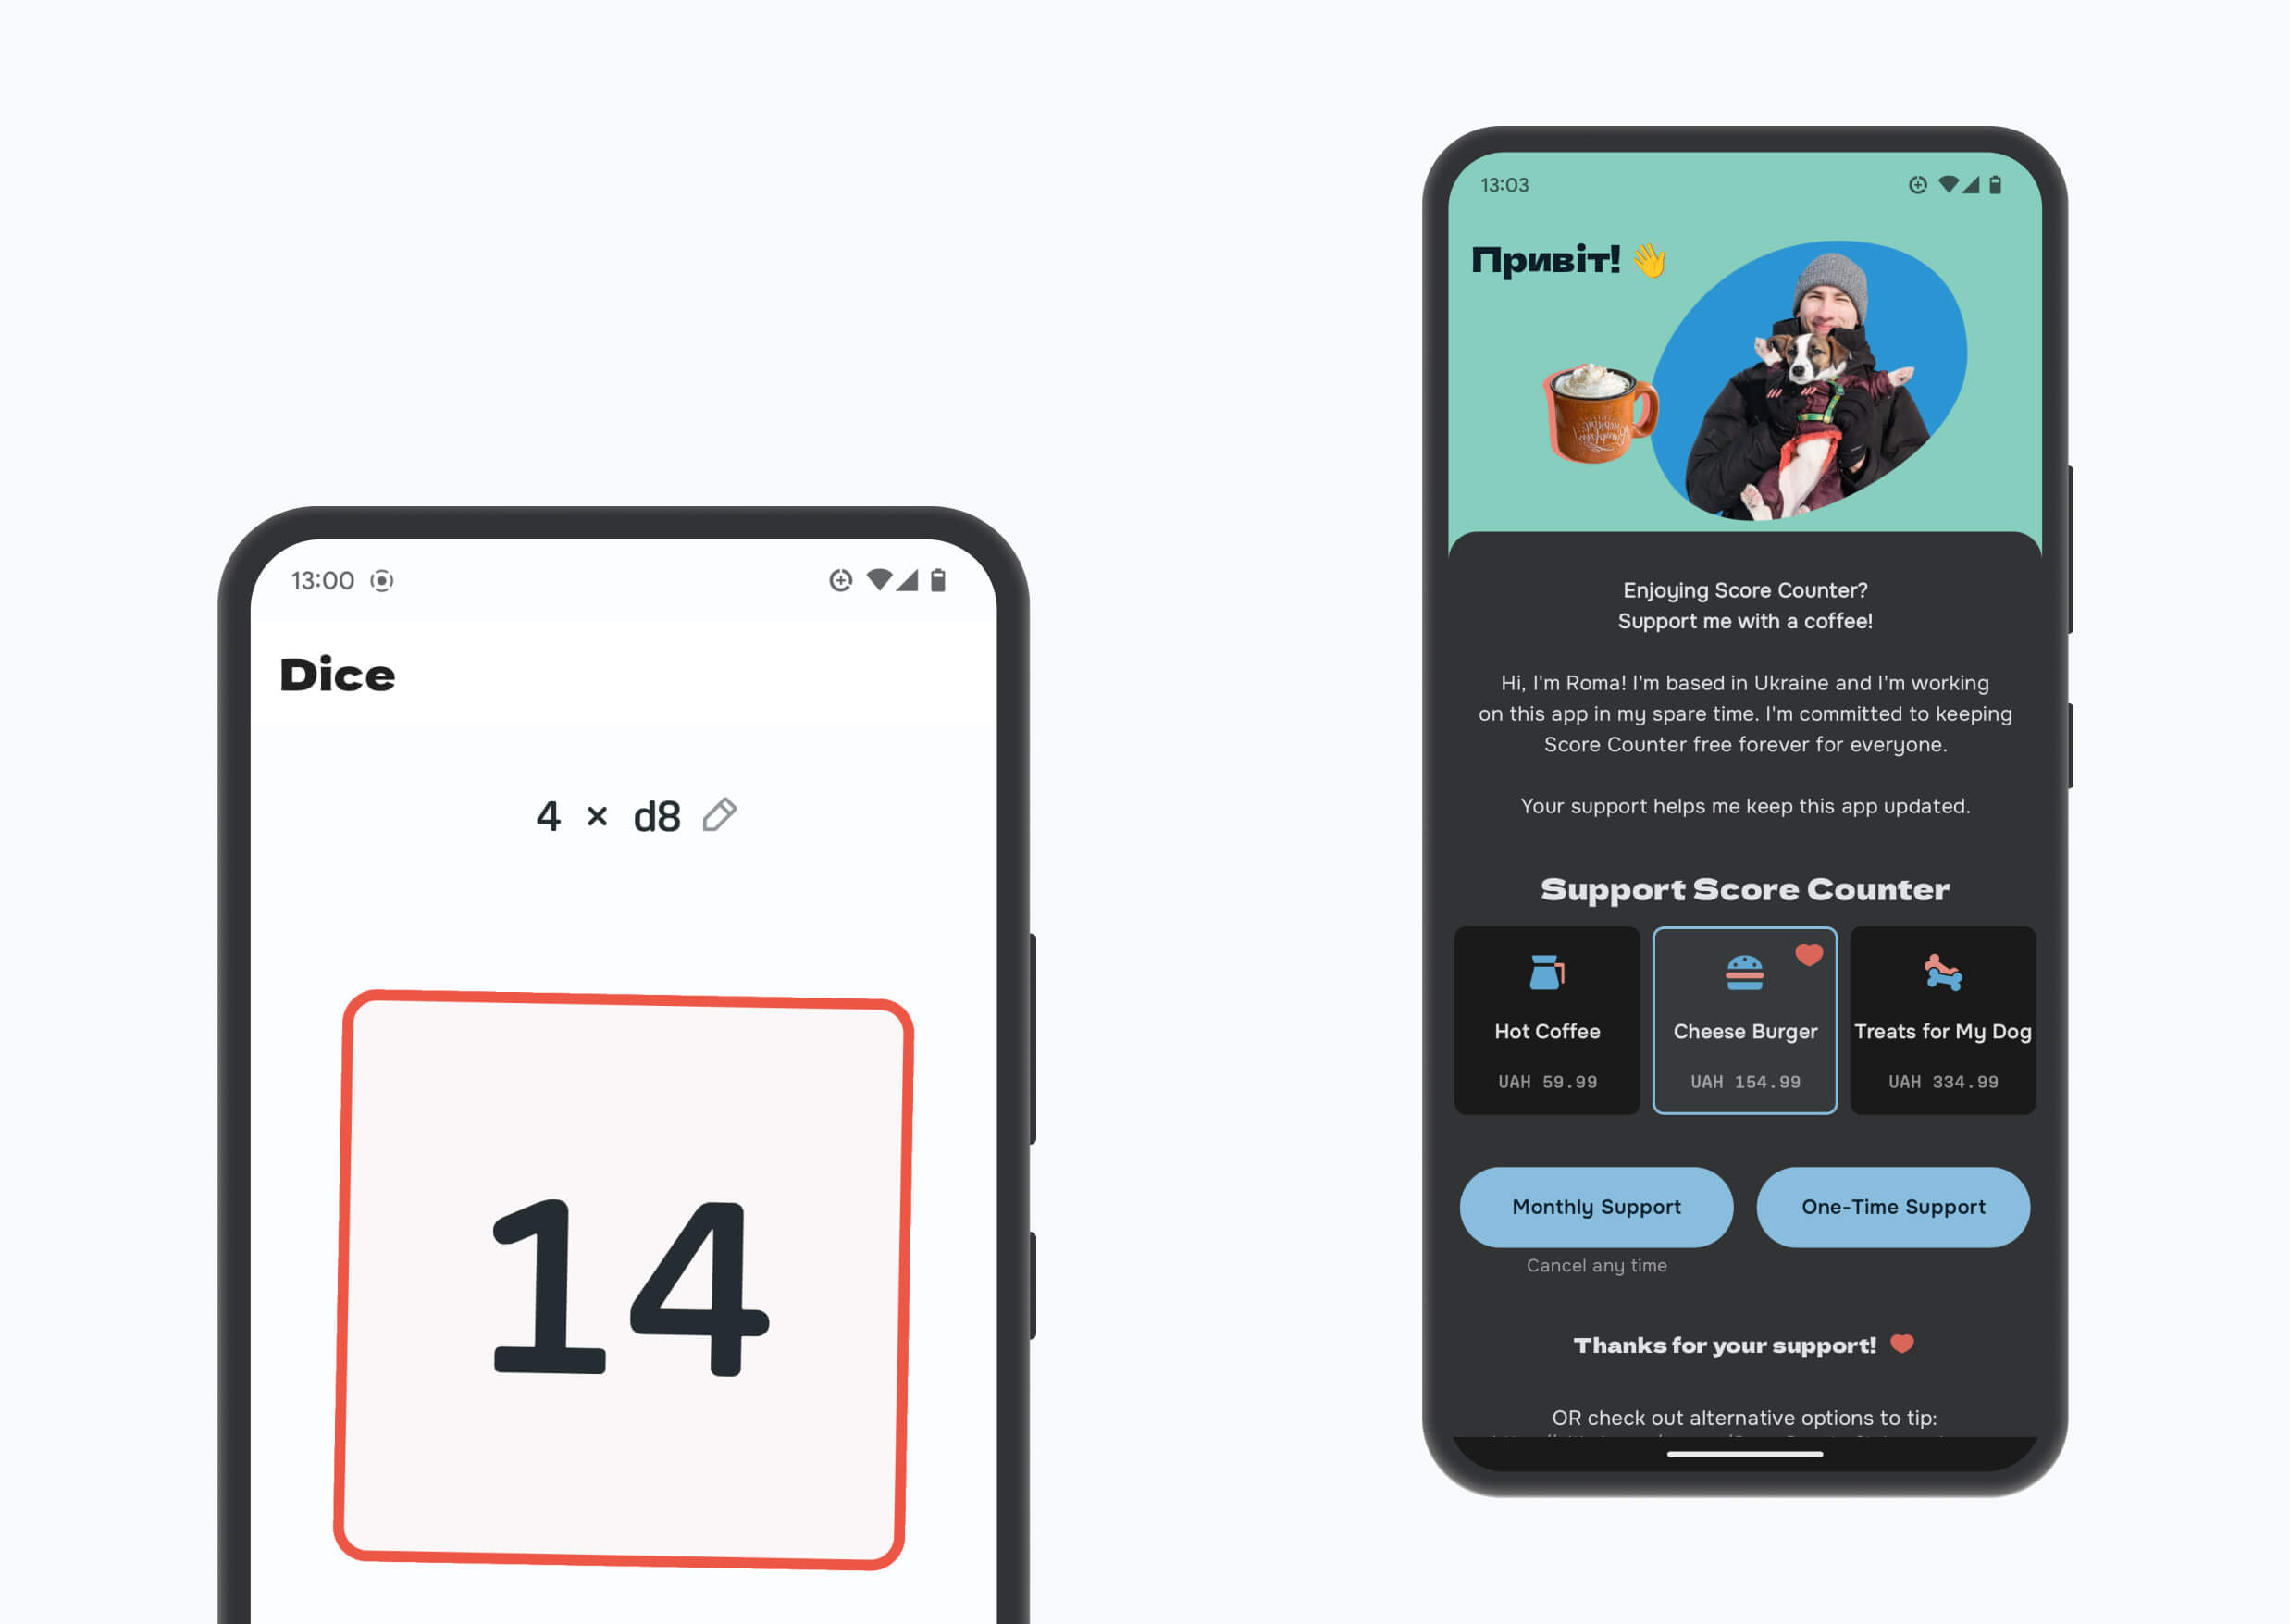 13:00
Dice
4 × d8
14
13:03
Привіт! 👋
Enjoying Score Counter?
Support me with a coffee!
Hi, I'm Roma! I'm based in Ukraine and I'm working
on this app in my spare time. I'm committed to keeping
Score Counter free forever for everyone.
Your support helps me keep this app updated.
Support Score Counter
Hot Coffee
UAH 59.99
Cheese Burger
UAH 154.99
Treats for My Dog
UAH 334.99
Monthly Support
One-Time Support
Cancel any time
Thanks for your support!
OR check out alternative options to tip: